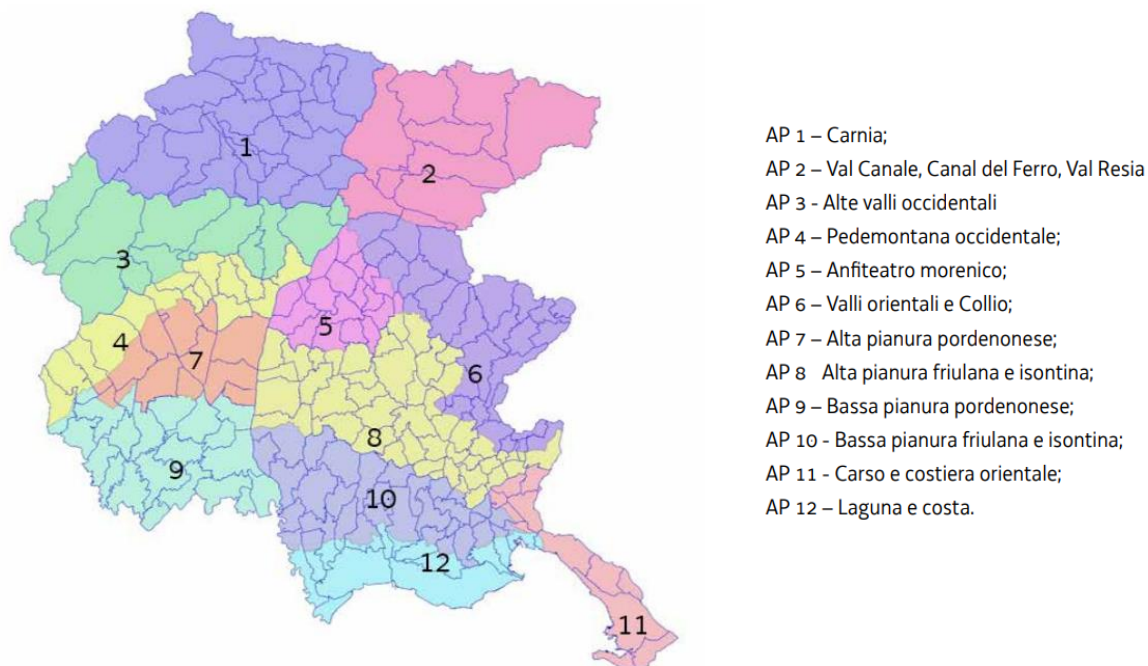 1
2
3
4
5
6
7
8
9
10
11
12
AP 1 – Carnia;
AP 2 – Val Canale, Canal del Ferro, Val Resia
AP 3 - Alte valli occidentali
AP 4 – Pedemontana occidentale;
AP 5 – Anfiteatro morenico;
AP 6 – Valli orientali e Collio;
AP 7 – Alta pianura pordenonese;
AP 8 Alta pianura friulana e isontina;
AP 9 – Bassa pianura pordenonese;
AP 10 - Bassa pianura friulana e isontina;
AP 11 - Carso e costiera orientale;
AP 12 – Laguna e costa.